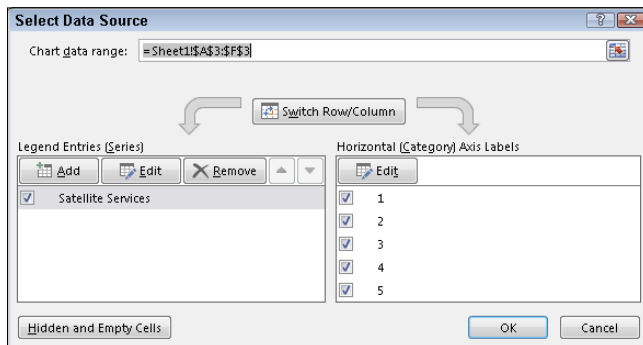 Select Data Source
Chart data range: =Sheet1!$A$3:$F$3
Switch Row/Column
Legend Entries (Series)
Add Edit Remove
Satellite Services
Horizontal (Category) Axis Labels
Edit
1
2
3
4
5
Hidden and Empty Cells
OK Cancel